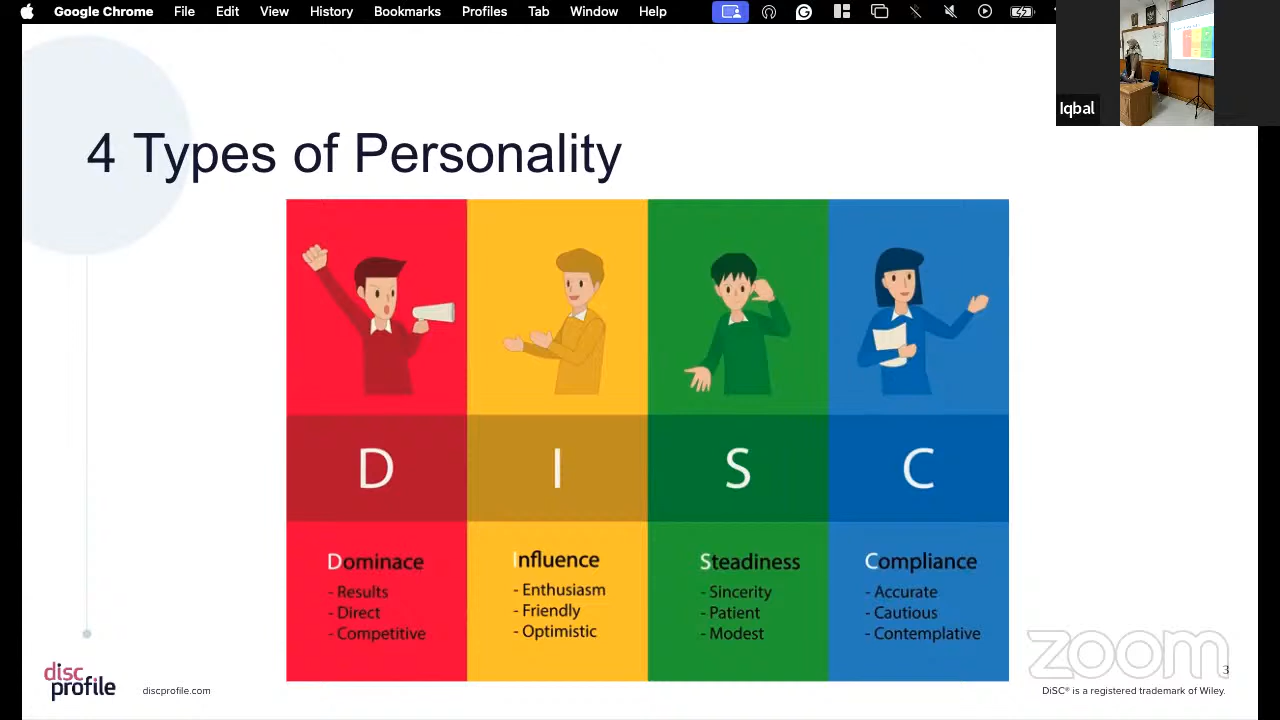 Google Chrome File Edit View History Bookmarks Profiles Tab Window Help
Iqbal
4 Types of Personality
D I S C
Dominace
- Results
- Direct
- Competitive
Influence
- Enthusiasm
- Friendly
- Optimistic
Steadiness
- Sincerity
- Patient
- Modest
Compliance
- Accurate
- Cautious
- Contemplative
zoom
3
disc
profile
discprofile.com
DiSC® is a registered trademark of Wiley.